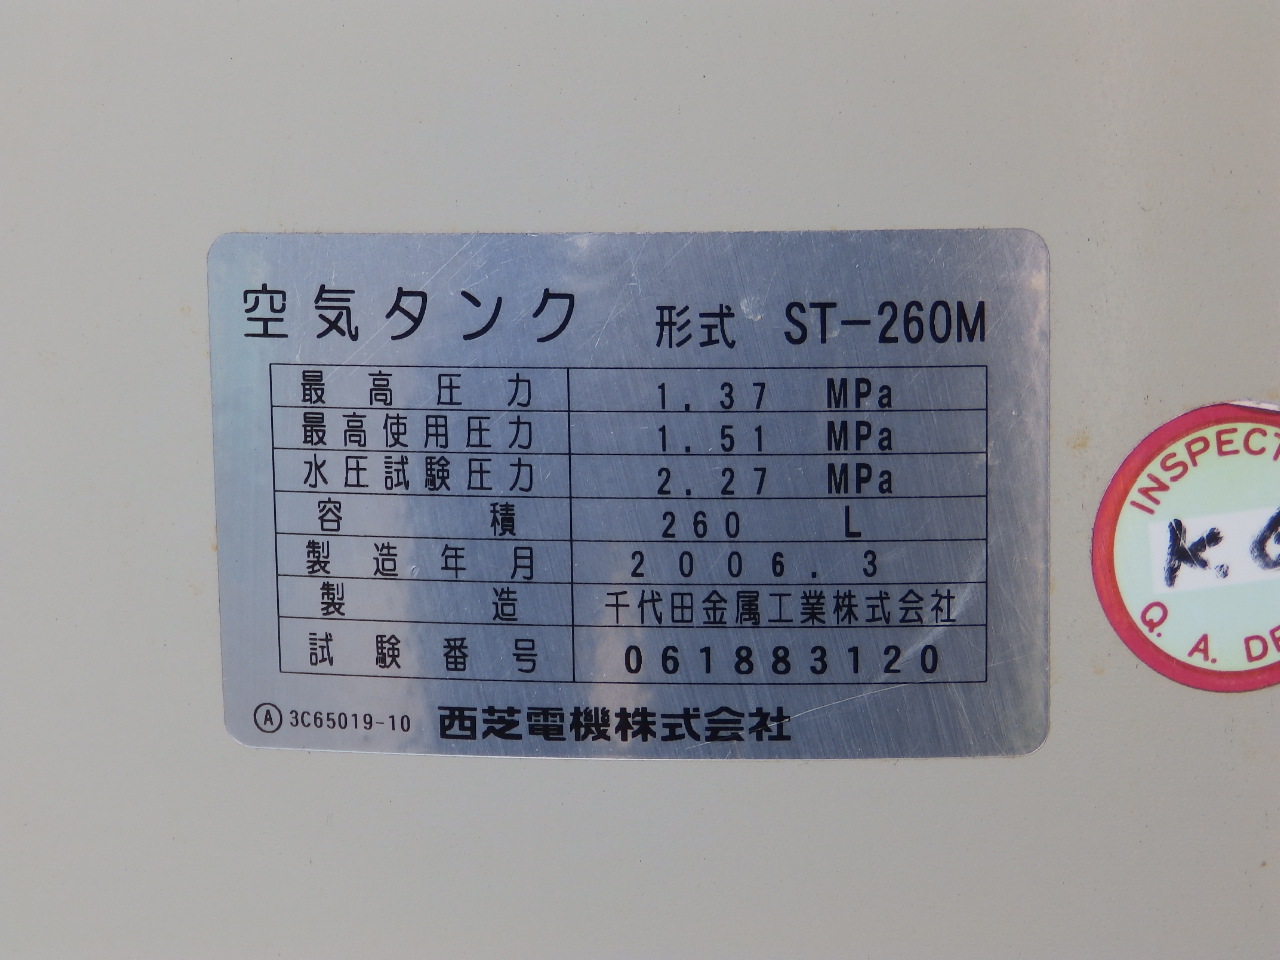 空気タンク 形式 ST-260M
最高圧力 1.37 MPa
最高使用圧力 1.51 MPa
水圧試験圧力 2.27 MPa
容積 260 L
製造年月 2006.3
製造 千代田金属工業株式会社
試験番号 061883120
Ⓐ 3C65019-10 西芝電機株式会社
INSPECT
K.
Q. A. DE